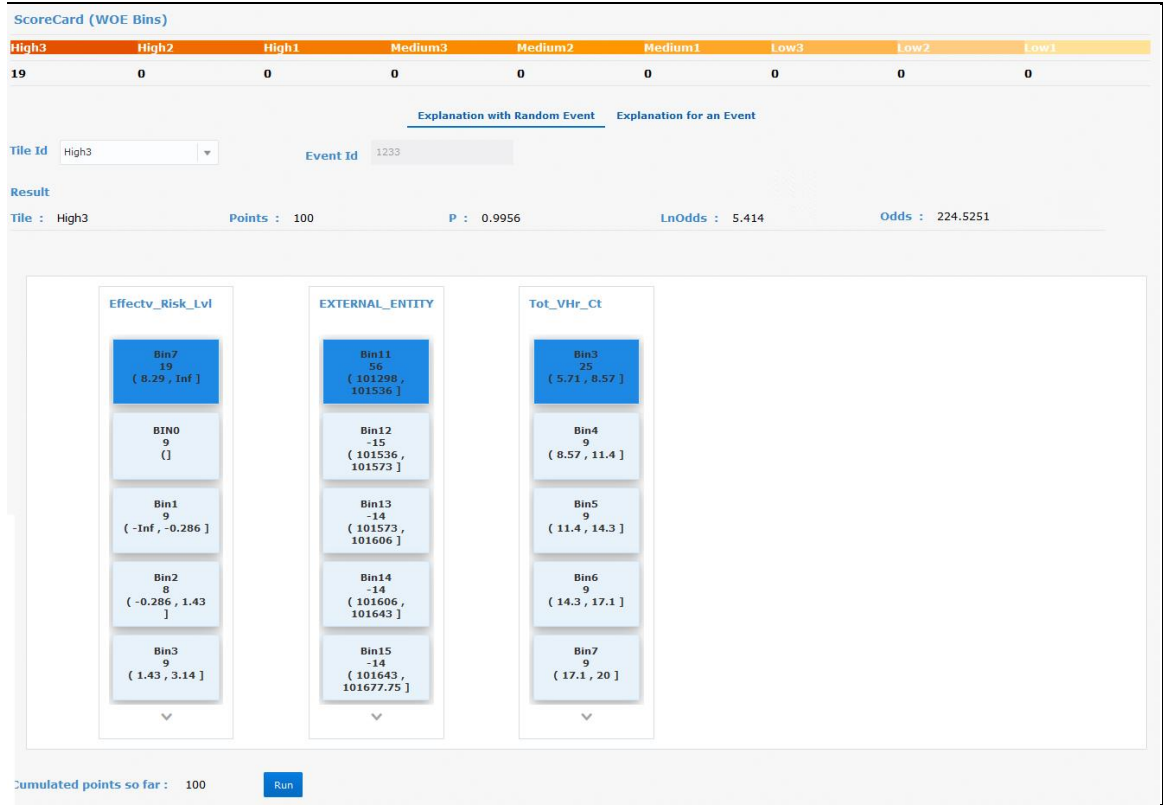 ScoreCard (WOE Bins)
High3 High2 High1 Medium3 Medium2 Medium1 Low3 Low2 Low1
19 0 0 0 0 0 0 0 0
Explanation with Random Event Explanation for an Event
Tile Id High3 Event Id 1233
Result
Tile : High3 Points : 100 P : 0.9956 LnOdds : 5.414 Odds : 224.5251
Effectv_Risk_Lvl
Bin7
19
( 8.29 , Inf ]
BIN0
9
(]
Bin1
9
( -Inf , -0.286 ]
Bin2
8
( -0.286 , 1.43
]
Bin3
9
( 1.43 , 3.14 ]
EXTERNAL_ENTITY
Bin11
56
( 101298 ,
101536 ]
Bin12
-15
( 101536 ,
101573 ]
Bin13
-14
( 101573 ,
101606 ]
Bin14
-14
( 101606 ,
101643 ]
Bin15
-14
( 101643 ,
101677.75 ]
Tot_VHr_Ct
Bin3
25
( 5.71 , 8.57 ]
Bin4
9
( 8.57 , 11.4 ]
Bin5
9
( 11.4 , 14.3 ]
Bin6
9
( 14.3 , 17.1 ]
Bin7
9
( 17.1 , 20 ]
Cumulated points so far : 100 Run